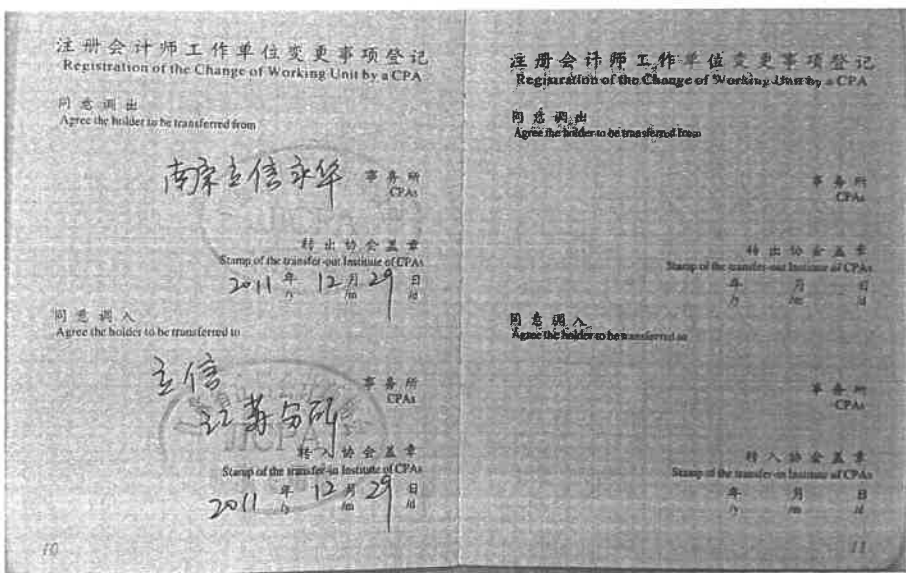 注册会计师工作单位变更事项登记
Registration of the Change of Working Unit by a CPA
同意调出
Agree the holder to be transferred from
南京立信永华 事务所
CPAs
转出协会盖章
Stamp of the transfer-out Institute of CPAs
2011 年 12 月 29 日
/y /m /d
同意调入
Agree the holder to be transferred to
立信
江苏分所 事务所
CPAs
转入协会盖章
Stamp of the transfer-in Institute of CPAs
2011 年 12 月 29 日
/y /m /d
10
注册会计师工作单位变更事项登记
Registration of the Change of Working Unit by a CPA
同意调出
Agree the holder to be transferred from
事务所
CPAs
转出协会盖章
Stamp of the transfer-out Institute of CPAs
年 月 日
/y /m /d
同意调入
Agree the holder to be transferred to
事务所
CPAs
转入协会盖章
Stamp of the transfer-in Institute of CPAs
年 月 日
/y /m /d
11